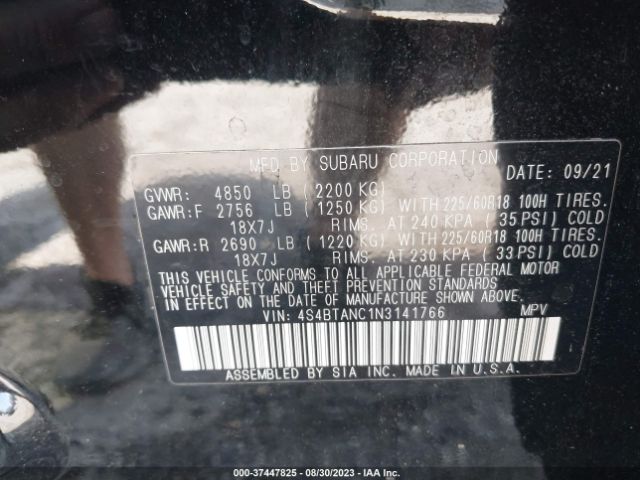 MFD BY SUBARU CORPORATION DATE: 09/21
GVWR: 4850 LB (2200 KG)
GAWR:F 2756 LB (1250 KG) WITH 225/60R18 100H TIRES.
18X7J RIMS. AT 240 KPA (35 PSI) COLD
GAWR:R 2690 LB (1220 KG) WITH 225/60R18 100H TIRES.
18X7J RIMS. AT 230 KPA (33 PSI) COLD
THIS VEHICLE CONFORMS TO ALL APPLICABLE FEDERAL MOTOR
VEHICLE SAFETY AND THEFT PREVENTION STANDARDS
IN EFFECT ON THE DATE OF MANUFACTURE SHOWN ABOVE.
VIN: 4S4BTANC1N3141766 MPV
ASSEMBLED BY SIA INC. MADE IN U.S.A.
000-37447825 - 08/30/2023 - IAA Inc.